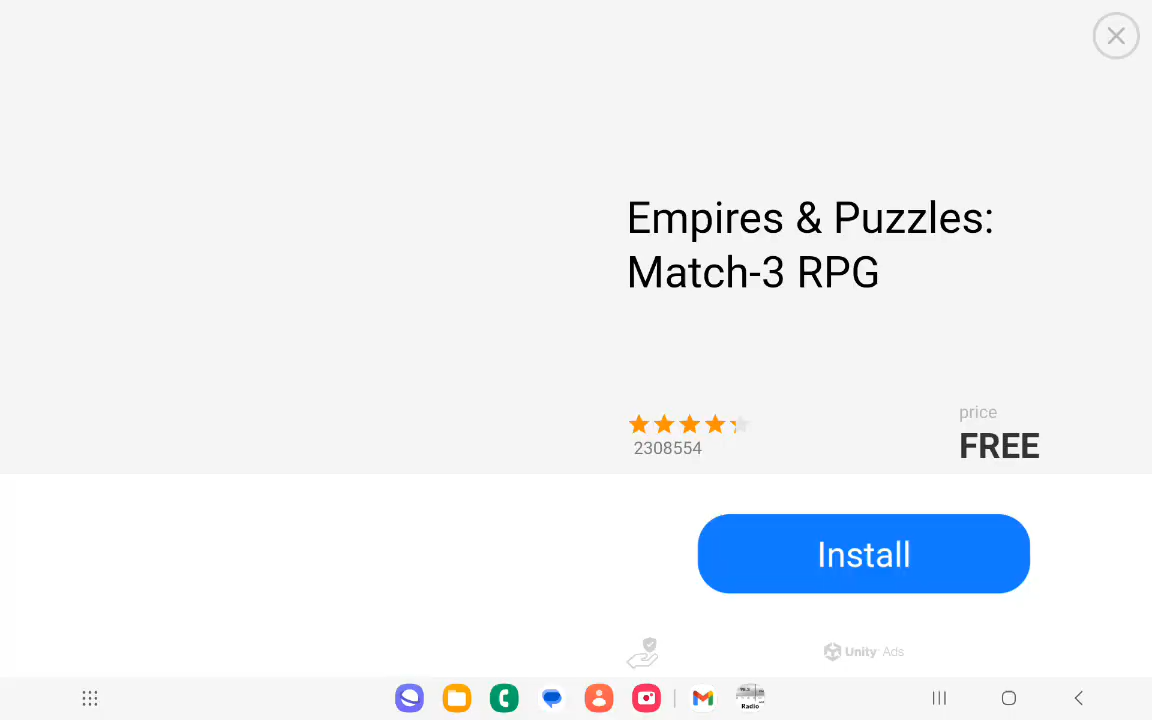 Empires & Puzzles:
Match-3 RPG
price
2308554
FREE
Install
Unity Ads
Radio